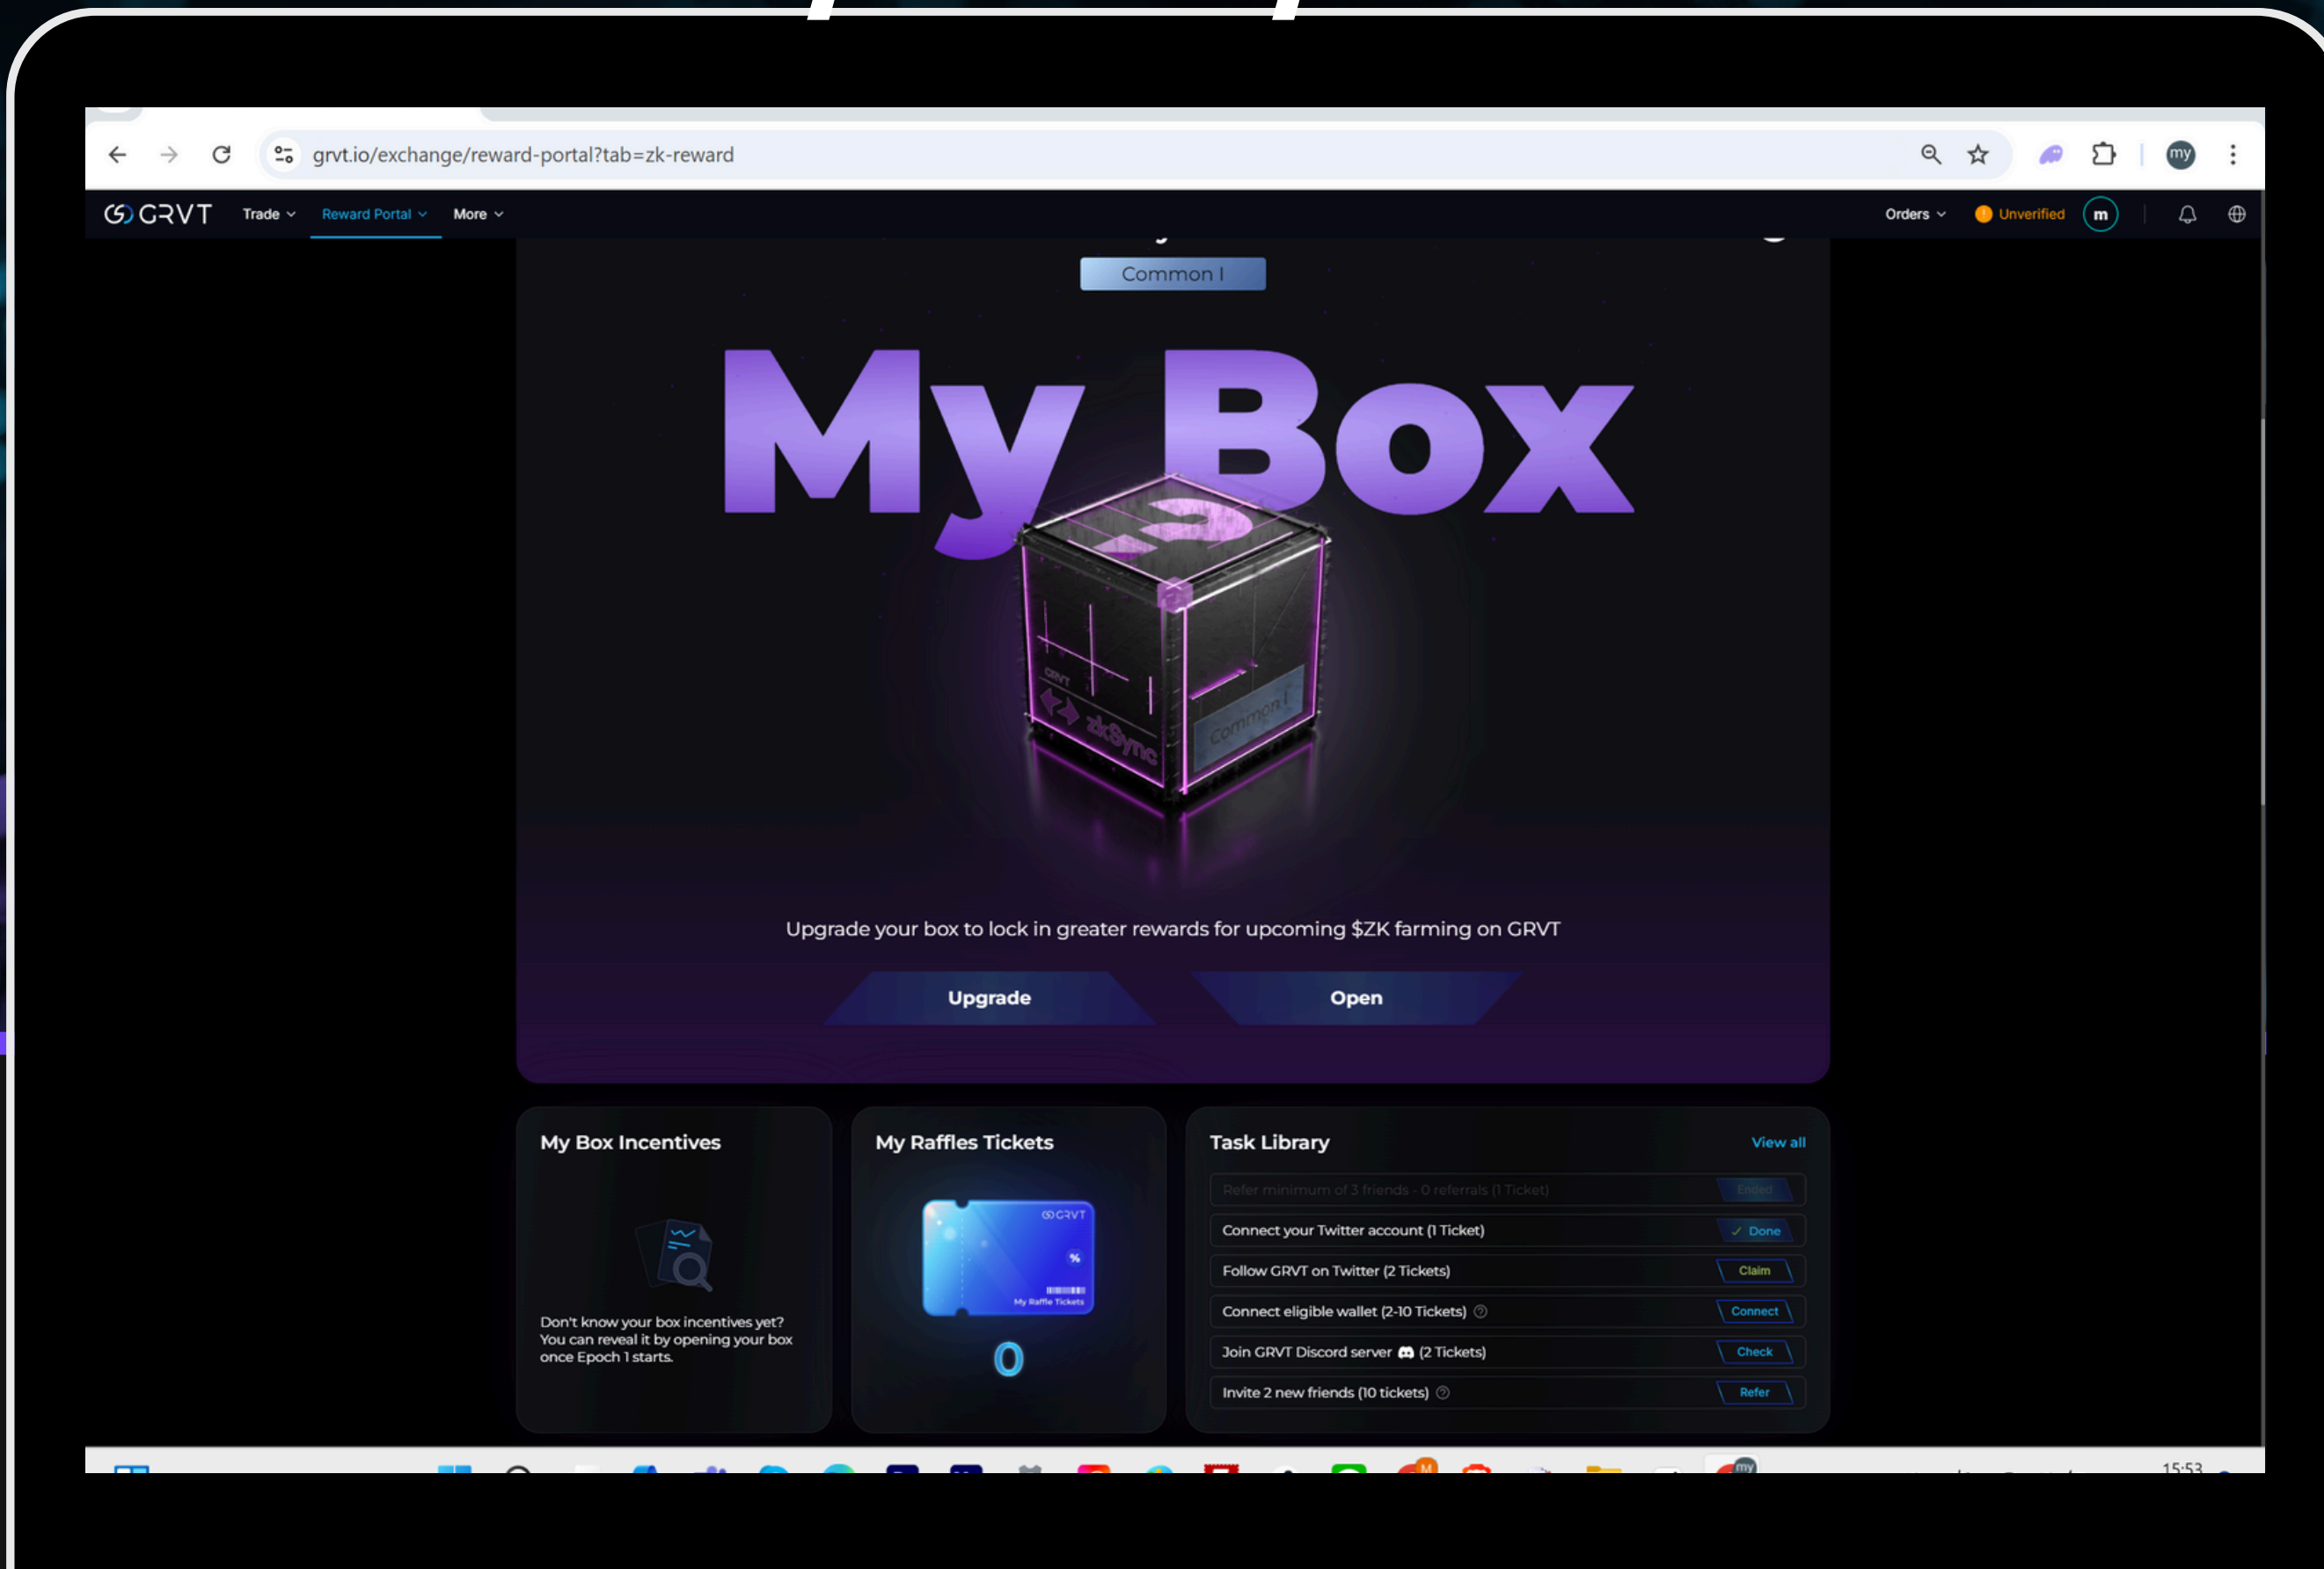 grvt.io/exchange/reward-portal?tab=zk-reward
my
GRVT
Trade
Reward Portal
More
Orders
Unverified
m
Common I
My Box
GRVT
zkSync
Common I
Upgrade your box to lock in greater rewards for upcoming $ZK farming on GRVT
Upgrade
Open
My Box Incentives
Don't know your box incentives yet?
You can reveal it by opening your box
once Epoch 1 starts.
My Raffles Tickets
GRVT
%
My Raffle Tickets
0
Task Library
View all
Refer minimum of 3 friends - 0 referrals (1 Ticket)
Ended
Connect your Twitter account (1 Ticket)
✓ Done
Follow GRVT on Twitter (2 Tickets)
Claim
Connect eligible wallet (2-10 Tickets)
Connect
Join GRVT Discord server (2 Tickets)
Check
Invite 2 new friends (10 tickets)
Refer
M
my
15:53